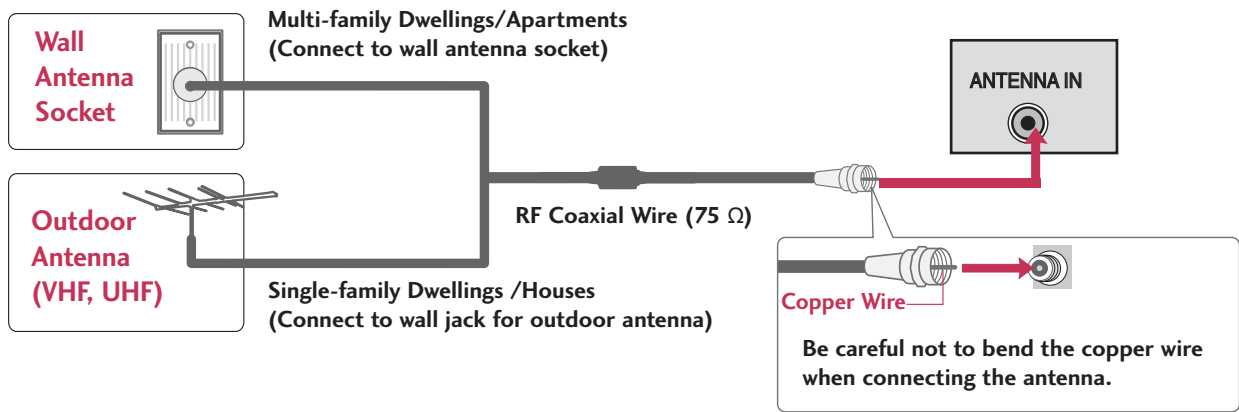 Wall
Antenna
Socket
Multi-family Dwellings/Apartments
(Connect to wall antenna socket)
ANTENNA IN
Outdoor
Antenna
(VHF, UHF)
RF Coaxial Wire (75 Ω)
Single-family Dwellings /Houses
(Connect to wall jack for outdoor antenna)
Copper Wire
Be careful not to bend the copper wire
when connecting the antenna.